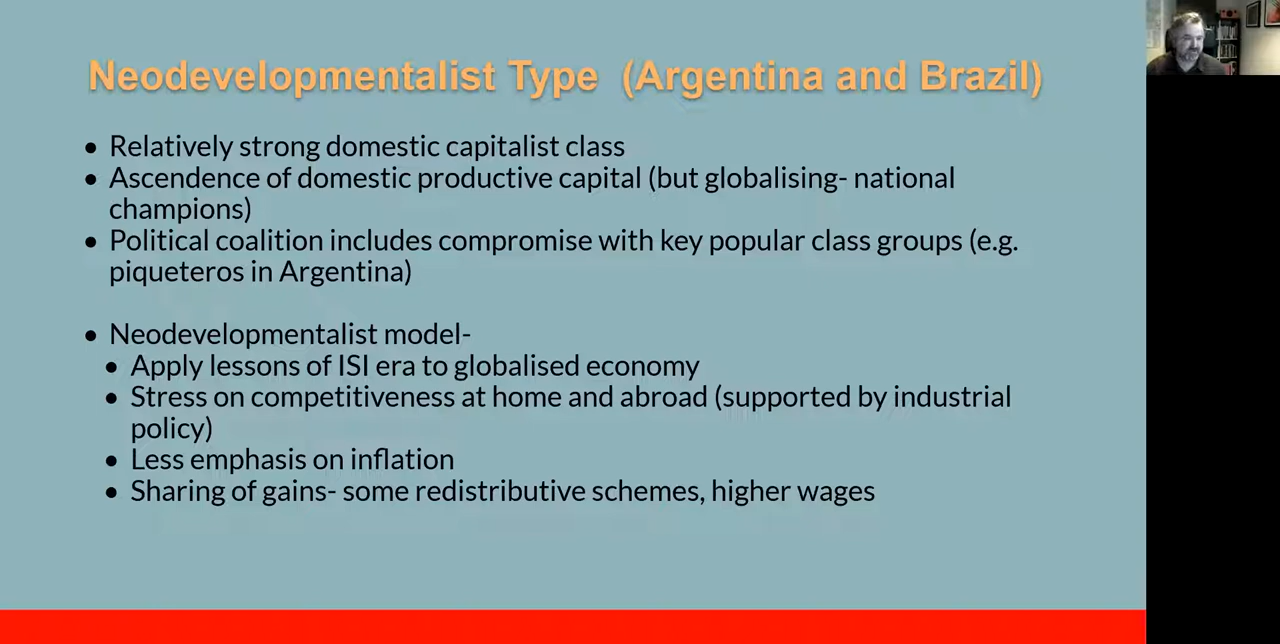 Neodevelopmentalist Type (Argentina and Brazil)
• Relatively strong domestic capitalist class
• Ascendence of domestic productive capital (but globalising- national
champions)
• Political coalition includes compromise with key popular class groups (e.g.
piqueteros in Argentina)
• Neodevelopmentalist model-
• Apply lessons of ISI era to globalised economy
• Stress on competitiveness at home and abroad (supported by industrial
policy)
• Less emphasis on inflation
• Sharing of gains- some redistributive schemes, higher wages